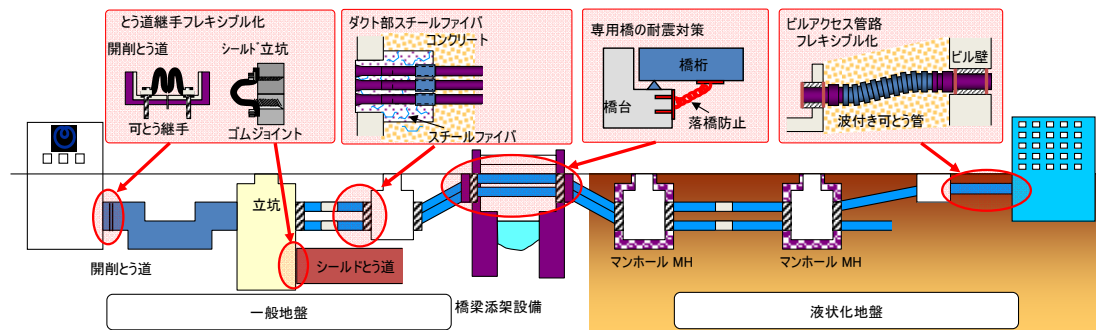 とう道継手フレキシブル化
開削とう道
シールド立坑
可とう継手
ゴムジョイント
ダクト部スチールファイバ
コンクリート
スチールファイバ
専用橋の耐震対策
橋桁
橋台
落橋防止
ビルアクセス管路
フレキシブル化
ビル壁
波付き可とう管
立坑
開削とう道
シールドとう道
マンホール MH
マンホール MH
一般地盤
橋梁添架設備
液状化地盤